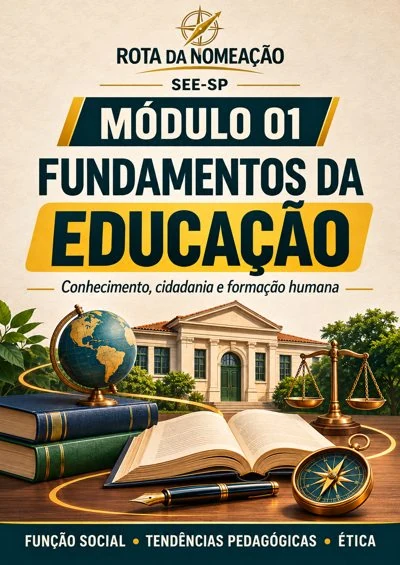 ROTA DA NOMEAÇÃO
SEE-SP
MÓDULO 01
FUNDAMENTOS DA
EDUCAÇÃO
Conhecimento, cidadania e formação humana
FUNÇÃO SOCIAL • TENDÊNCIAS PEDAGÓGICAS • ÉTICA